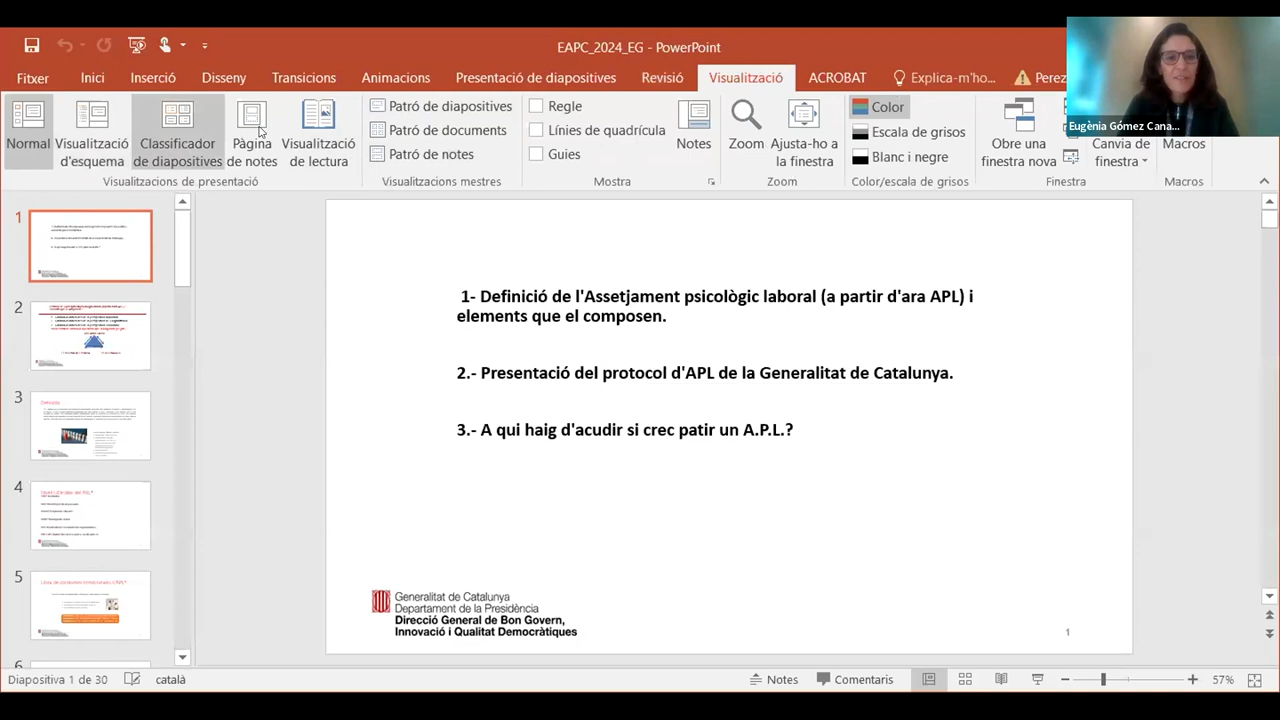 EAPC_2024_EG - PowerPoint
Fitxer Inici Inserció Disseny Transicions Animacions Presentació de diapositives Revisió Visualització ACROBAT Explica-m'ho... Perez
Normal
Visualització d'esquema
Classificador de diapositives
Pàgina de notes
Visualització de lectura
Visualitzacions de presentació
Patró de diapositives
Patró de documents
Patró de notes
Visualitzacions mestres
Regle
Línies de quadrícula
Guies
Mostra
Notes
Zoom
Ajusta-ho a la finestra
Zoom
Color
Escala de grisos
Blanc i negre
Color/escala de grisos
Obre una finestra nova
Canvia de finestra
Finestra
Macros
Macros
Eugènia Gómez Cana...
1
2
3
4
5
1- Definició de l'Assetjament psicològic laboral (a partir d'ara APL) i
elements que el composen.
2.- Presentació del protocol d'APL de la Generalitat de Catalunya.
3.- A qui haig d'acudir si crec patir un A.P.L.?
Generalitat de Catalunya
Departament de la Presidència
Direcció General de Bon Govern,
Innovació i Qualitat Democràtiques
1
Diapositiva 1 de 30 català Notes Comentaris 57%